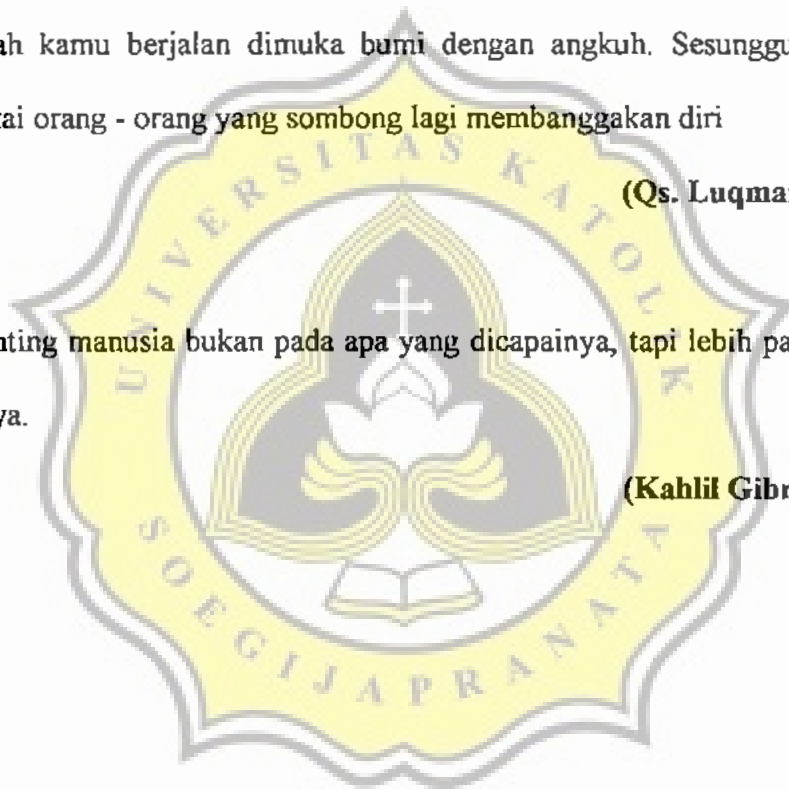 ah kamu berjalan dimuka bumi dengan angkuh. Sesunggu
ai orang - orang yang sombong lagi membanggakan diri
(Qs. Luqma
nting manusia bukan pada apa yang dicapainya, tapi lebih pa
ya.
(Kahlil Gibr
UNIVERSITAS KATOLIK
SOEGIJAPRANATA